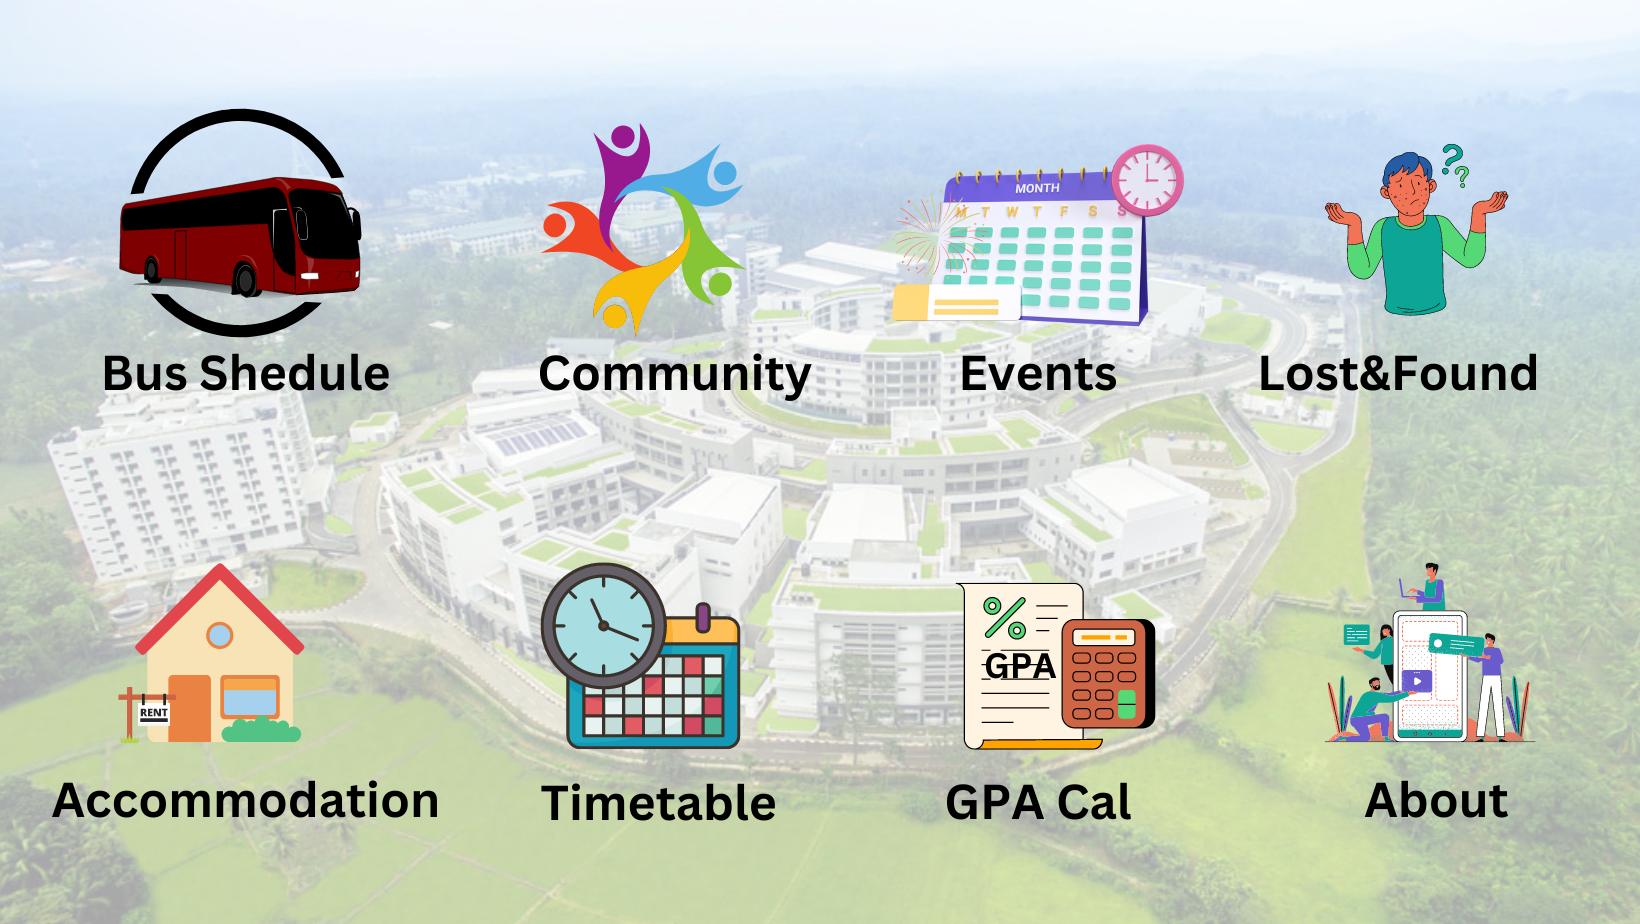 MONTH
M T W T F S S
Bus Shedule
Community
Events
Lost&Found
RENT
GPA
Accommodation
Timetable
GPA Cal
About